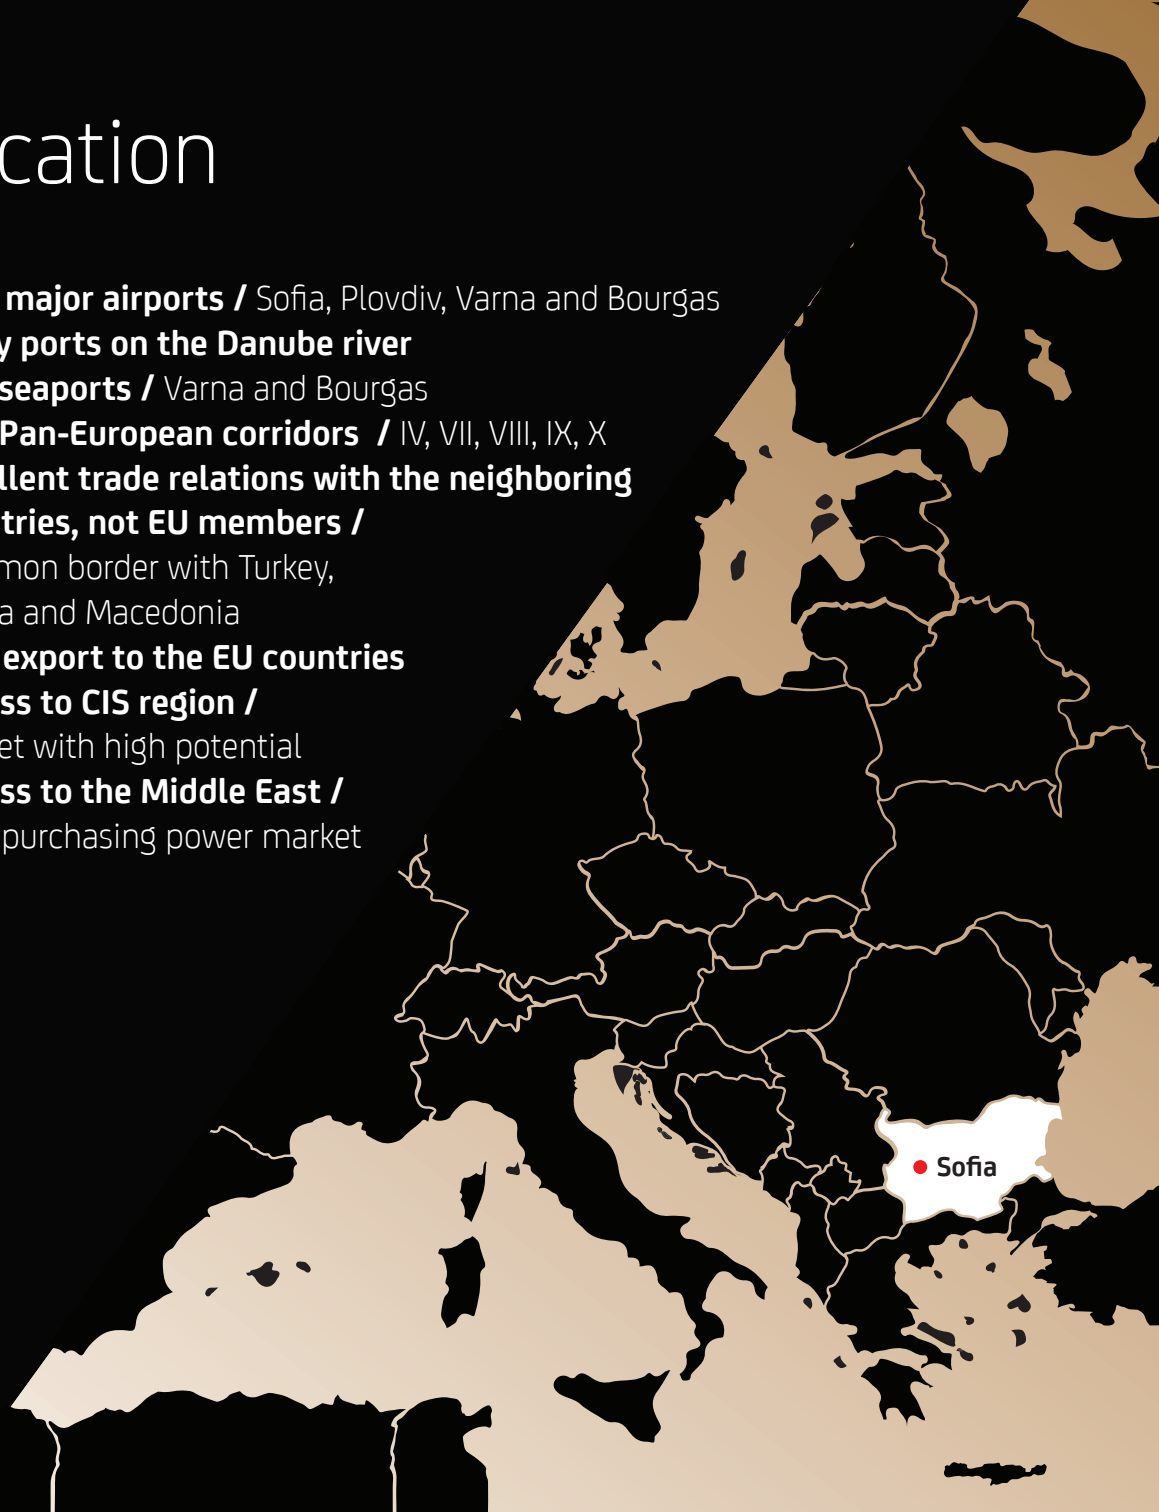 cation
major airports / Sofia, Plovdiv, Varna and Bourgas
y ports on the Danube river
seaports / Varna and Bourgas
Pan-European corridors / IV, VII, VIII, IX, X
llent trade relations with the neighboring
tries, not EU members /
mon border with Turkey,
a and Macedonia
export to the EU countries
ss to CIS region /
et with high potential
ss to the Middle East /
purchasing power market
Sofia